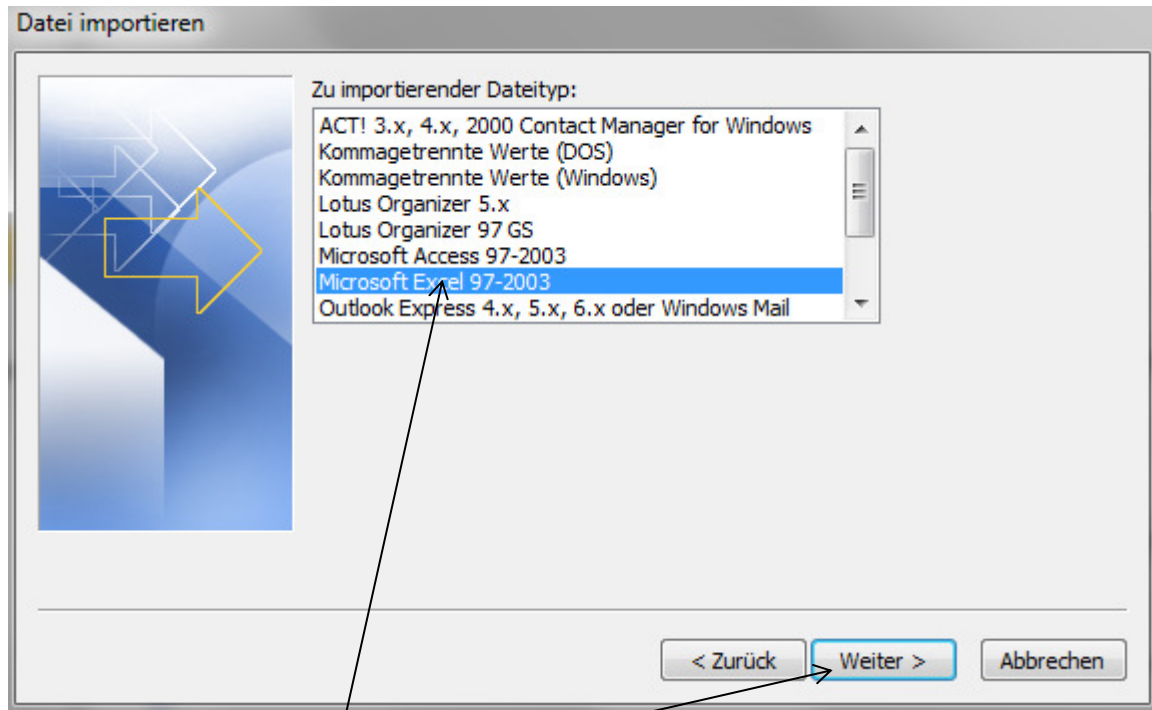 Datei importieren
Zu importierender Dateityp:
ACT! 3.x, 4.x, 2000 Contact Manager for Windows
Kommagetrennte Werte (DOS)
Kommagetrennte Werte (Windows)
Lotus Organizer 5.x
Lotus Organizer 97 GS
Microsoft Access 97-2003
Microsoft Excel 97-2003
Outlook Express 4.x, 5.x, 6.x oder Windows Mail
< Zurück Weiter > Abbrechen